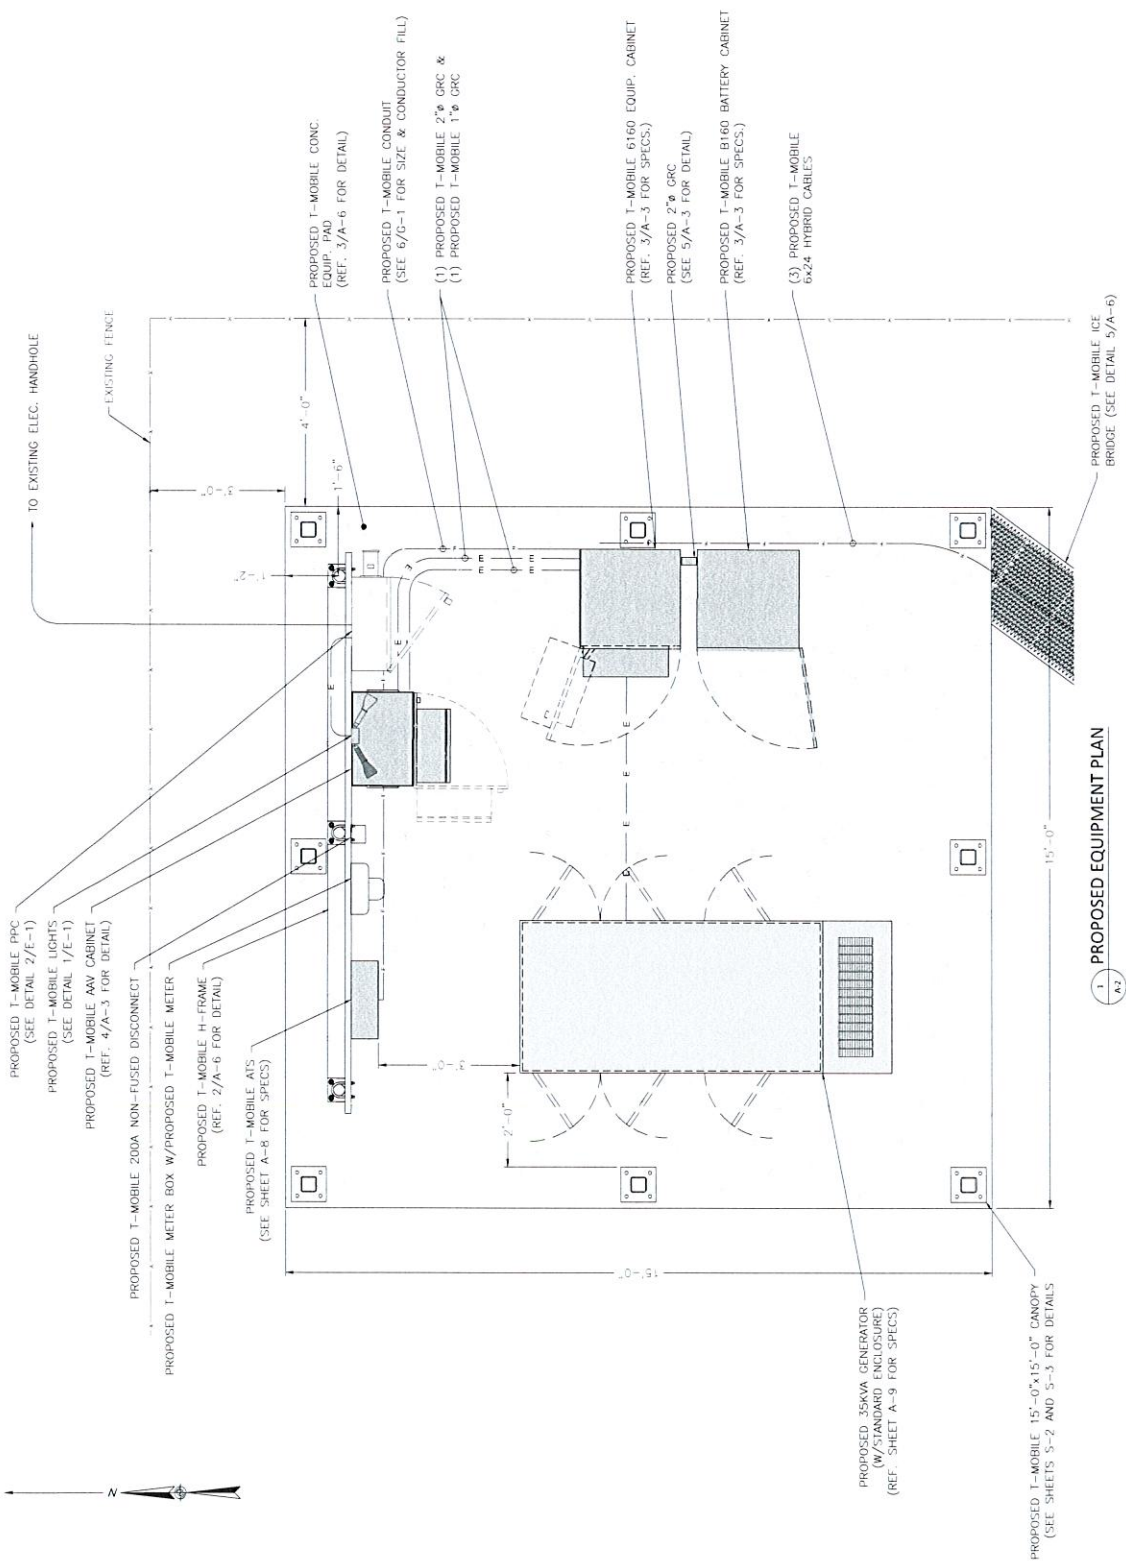 TO EXISTING ELEC. HANDHOLE
EXISTING FENCE
PROPOSED T-MOBILE PPC
(SEE DETAIL 2/E-1)
PROPOSED T-MOBILE LIGHTS
(SEE DETAIL 1/E-1)
PROPOSED T-MOBILE AAV CABINET
(REF. 4/A-3 FOR DETAIL)
PROPOSED T-MOBILE 200A NON-FUSED DISCONNECT
PROPOSED T-MOBILE METER BOX W/PROPOSED T-MOBILE METER
PROPOSED T-MOBILE H-FRAME
(REF. 2/A-6 FOR DETAIL)
PROPOSED T-MOBILE ATS
(SEE SHEET A-8 FOR SPECS)
PROPOSED T-MOBILE CONC.
EQUIP. PAD
(REF. 3/A-6 FOR DETAIL)
PROPOSED T-MOBILE CONDUIT
(SEE 6/G-1 FOR SIZE & CONDUCTOR FILL)
(1) PROPOSED T-MOBILE 2"ø GRC &
(1) PROPOSED T-MOBILE 1"ø GRC
PROPOSED T-MOBILE 6160 EQUIP. CABINET
(REF. 3/A-3 FOR SPECS.)
PROPOSED 2"ø GRC
(SEE 5/A-3 FOR DETAIL)
PROPOSED T-MOBILE B160 BATTERY CABINET
(REF. 3/A-3 FOR SPECS.)
(3) PROPOSED T-MOBILE
6x24 HYBRID CABLES
PROPOSED T-MOBILE ICE
BRIDGE (SEE DETAIL 5/A-6)
4'-0"
3'-0"
1'-6"
1'-2"
3'-0"
2'-0"
15'-0"
15'-0"
E
E
E
E
E
E
E
E
E
PROPOSED 35KVA GENERATOR
(W/STANDARD ENCLOSURE)
(REF. SHEET A-9 FOR SPECS)
PROPOSED T-MOBILE 15'-0"x15'-0" CANOPY
(SEE SHEETS S-2 AND S-3 FOR DETAILS
N
1
A-2
PROPOSED EQUIPMENT PLAN